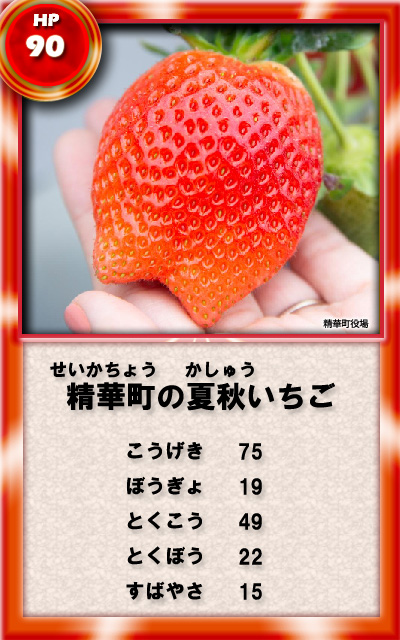 HP
90
精華町役場
せいかちょう かしゅう
精華町の夏秋いちご
こうげき 75
ぼうぎょ 19
とくこう 49
とくぼう 22
すばやさ 15